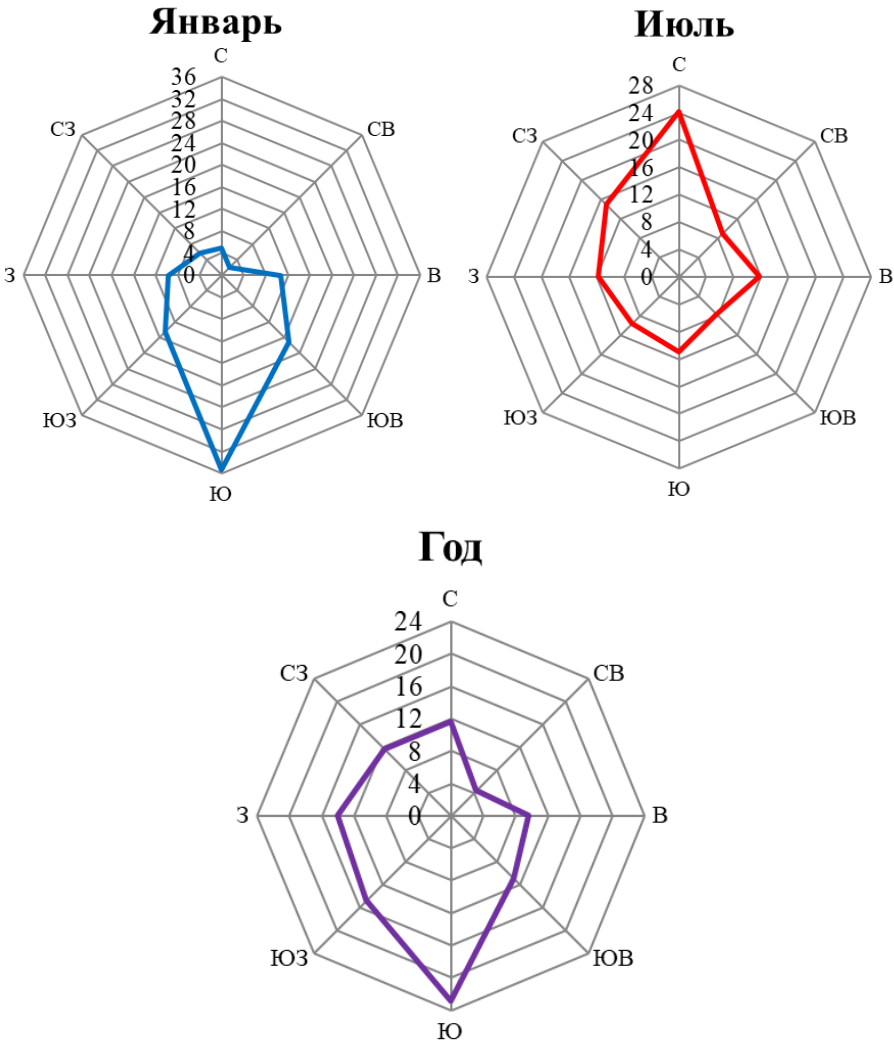 Январь
С
36
32
28
24
20
16
12
8
4
0
СЗ
СВ
З
В
ЮЗ
ЮВ
Ю
Июль
С
28
24
20
16
12
8
4
0
СЗ
СВ
З
В
ЮЗ
ЮВ
Ю
Год
С
24
20
16
12
8
4
0
СЗ
СВ
З
В
ЮЗ
ЮВ
Ю